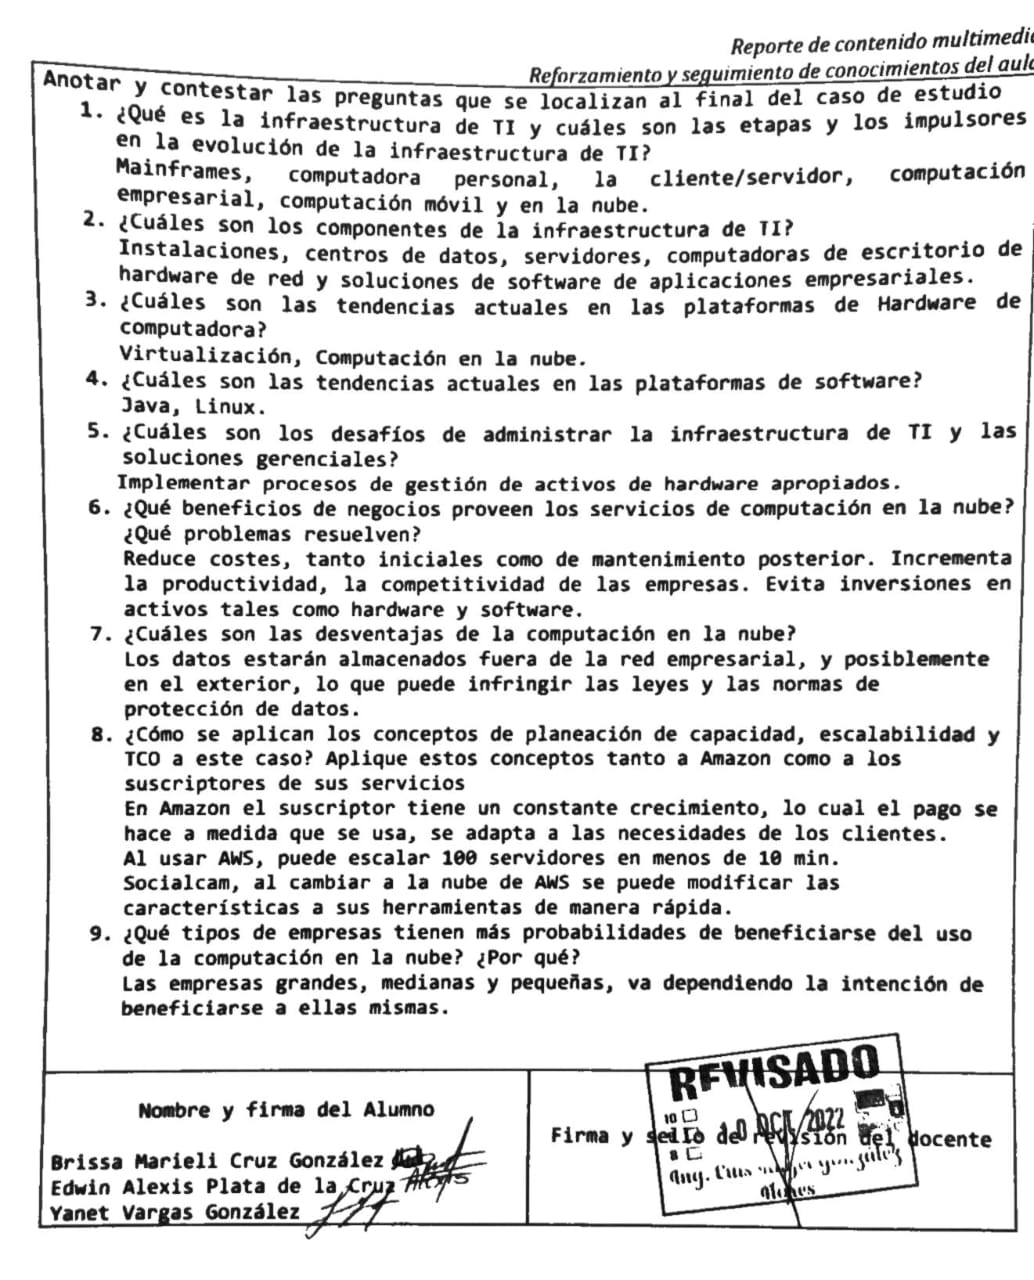 Reporte de contenido multimedia
Reforzamiento y seguimiento de conocimientos del aula
Anotar y contestar las preguntas que se localizan al final del caso de estudio
1. ¿Qué es la infraestructura de TI y cuáles son las etapas y los impulsores
en la evolución de la infraestructura de TI?
Mainframes, computadora personal, la cliente/servidor, computación
empresarial, computación móvil y en la nube.
2. ¿Cuáles son los componentes de la infraestructura de TI?
Instalaciones, centros de datos, servidores, computadoras de escritorio de
hardware de red y soluciones de software de aplicaciones empresariales.
3. ¿Cuáles son las tendencias actuales en las plataformas de Hardware de
computadora?
Virtualización, Computación en la nube.
4. ¿Cuáles son las tendencias actuales en las plataformas de software?
Java, Linux.
5. ¿Cuáles son los desafíos de administrar la infraestructura de TI y las
soluciones gerenciales?
Implementar procesos de gestión de activos de hardware apropiados.
6. ¿Qué beneficios de negocios proveen los servicios de computación en la nube?
¿Qué problemas resuelven?
Reduce costes, tanto iniciales como de mantenimiento posterior. Incrementa
la productividad, la competitividad de las empresas. Evita inversiones en
activos tales como hardware y software.
7. ¿Cuáles son las desventajas de la computación en la nube?
Los datos estarán almacenados fuera de la red empresarial, y posiblemente
en el exterior, lo que puede infringir las leyes y las normas de
protección de datos.
8. ¿Cómo se aplican los conceptos de planeación de capacidad, escalabilidad y
TCO a este caso? Aplique estos conceptos tanto a Amazon como a los
suscriptores de sus servicios
En Amazon el suscriptor tiene un constante crecimiento, lo cual el pago se
hace a medida que se usa, se adapta a las necesidades de los clientes.
Al usar AWS, puede escalar 100 servidores en menos de 10 min.
Socialcam, al cambiar a la nube de AWS se puede modificar las
características a sus herramientas de manera rápida.
9. ¿Qué tipos de empresas tienen más probabilidades de beneficiarse del uso
de la computación en la nube? ¿Por qué?
Las empresas grandes, medianas y pequeñas, va dependiendo la intención de
beneficiarse a ellas mismas.
Nombre y firma del Alumno
Brissa Marieli Cruz González
Edwin Alexis Plata de la Cruz Alexis
Yanet Vargas González
REVISADO
10
10 OCT 2022
Firma y sello de revisión del docente
8
Ing.